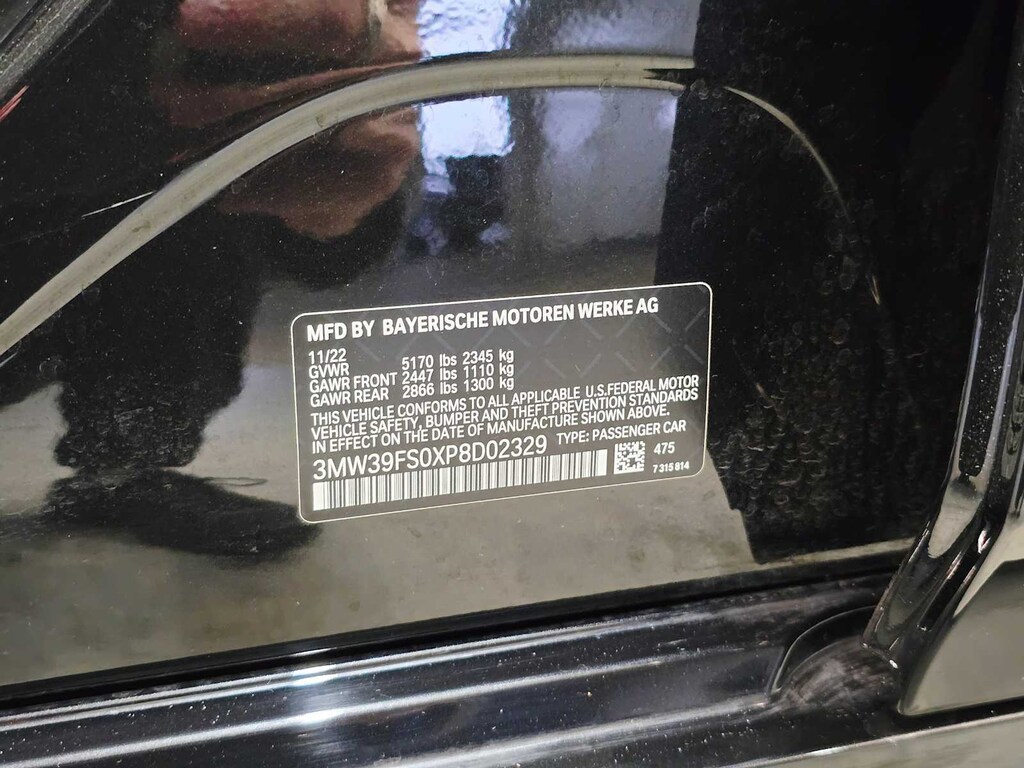 MFD BY BAYERISCHE MOTOREN WERKE AG
11/22
GVWR 5170 lbs 2345 kg
GAWR FRONT 2447 lbs 1110 kg
GAWR REAR 2866 lbs 1300 kg
THIS VEHICLE CONFORMS TO ALL APPLICABLE U.S.FEDERAL MOTOR
VEHICLE SAFETY, BUMPER AND THEFT PREVENTION STANDARDS
IN EFFECT ON THE DATE OF MANUFACTURE SHOWN ABOVE.
3MW39FS0XP8D02329 TYPE: PASSENGER CAR
475
7 315 814